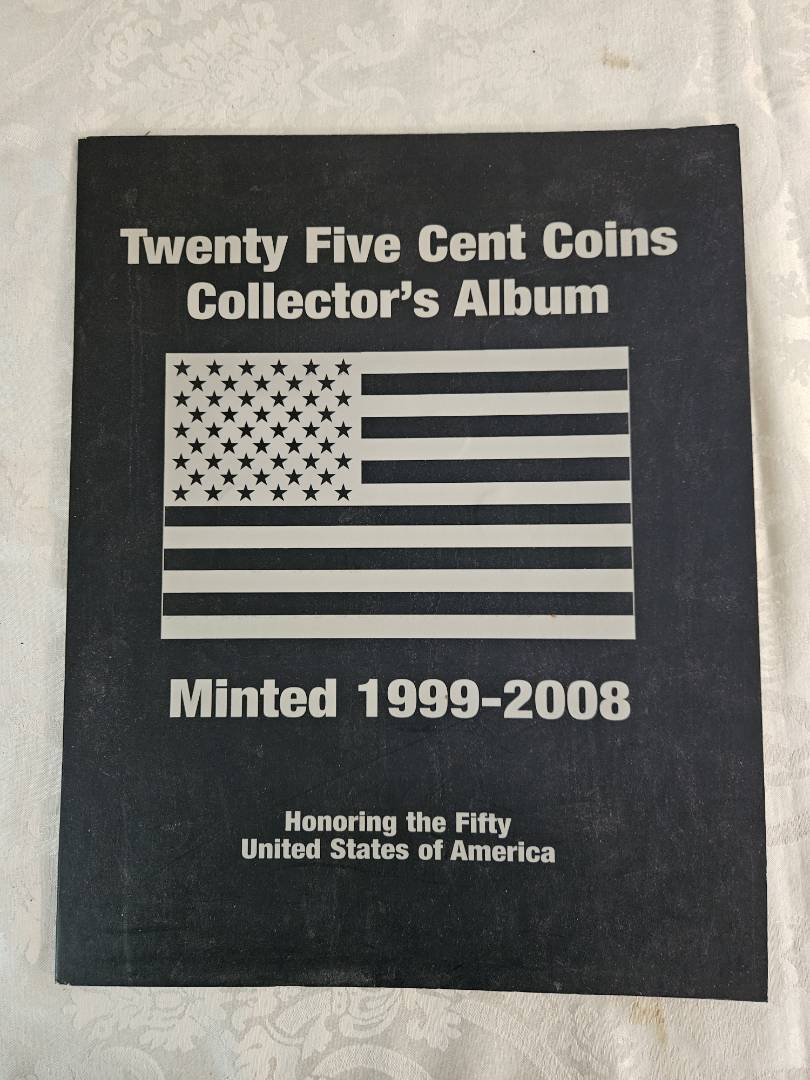 Twenty Five Cent Coins
Collector's Album
Minted 1999-2008
Honoring the Fifty
United States of America